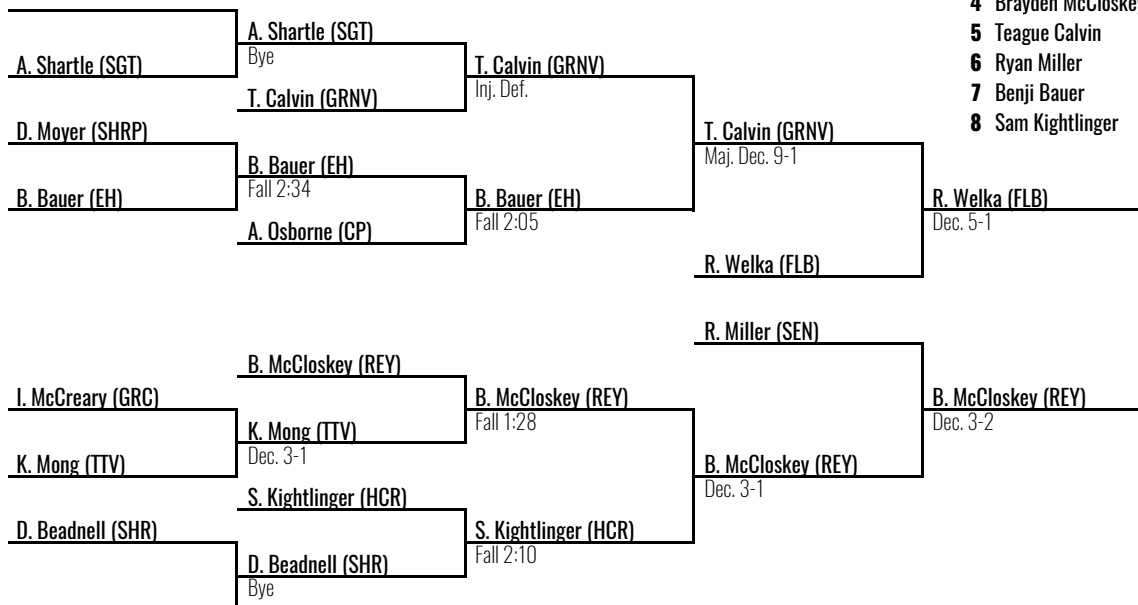 A. Shartle (SGT)
A. Shartle (SGT)
Bye
T. Calvin (GRNV)
T. Calvin (GRNV)
Inj. Def.
D. Moyer (SHRP)
B. Bauer (EH)
B. Bauer (EH)
Fall 2:34
A. Osborne (CP)
B. Bauer (EH)
Fall 2:05
T. Calvin (GRNV)
Maj. Dec. 9-1
R. Welka (FLB)
R. Welka (FLB)
Dec. 5-1
R. Miller (SEN)
B. McCloskey (REY)
I. McCreary (GRC)
K. Mong (TTV)
K. Mong (TTV)
Dec. 3-1
B. McCloskey (REY)
Fall 1:28
S. Kightlinger (HCR)
D. Beadnell (SHR)
D. Beadnell (SHR)
Bye
S. Kightlinger (HCR)
Fall 2:10
B. McCloskey (REY)
Dec. 3-1
B. McCloskey (REY)
Dec. 3-2
4 Brayden McCloskey
5 Teague Calvin
6 Ryan Miller
7 Benji Bauer
8 Sam Kightlinger